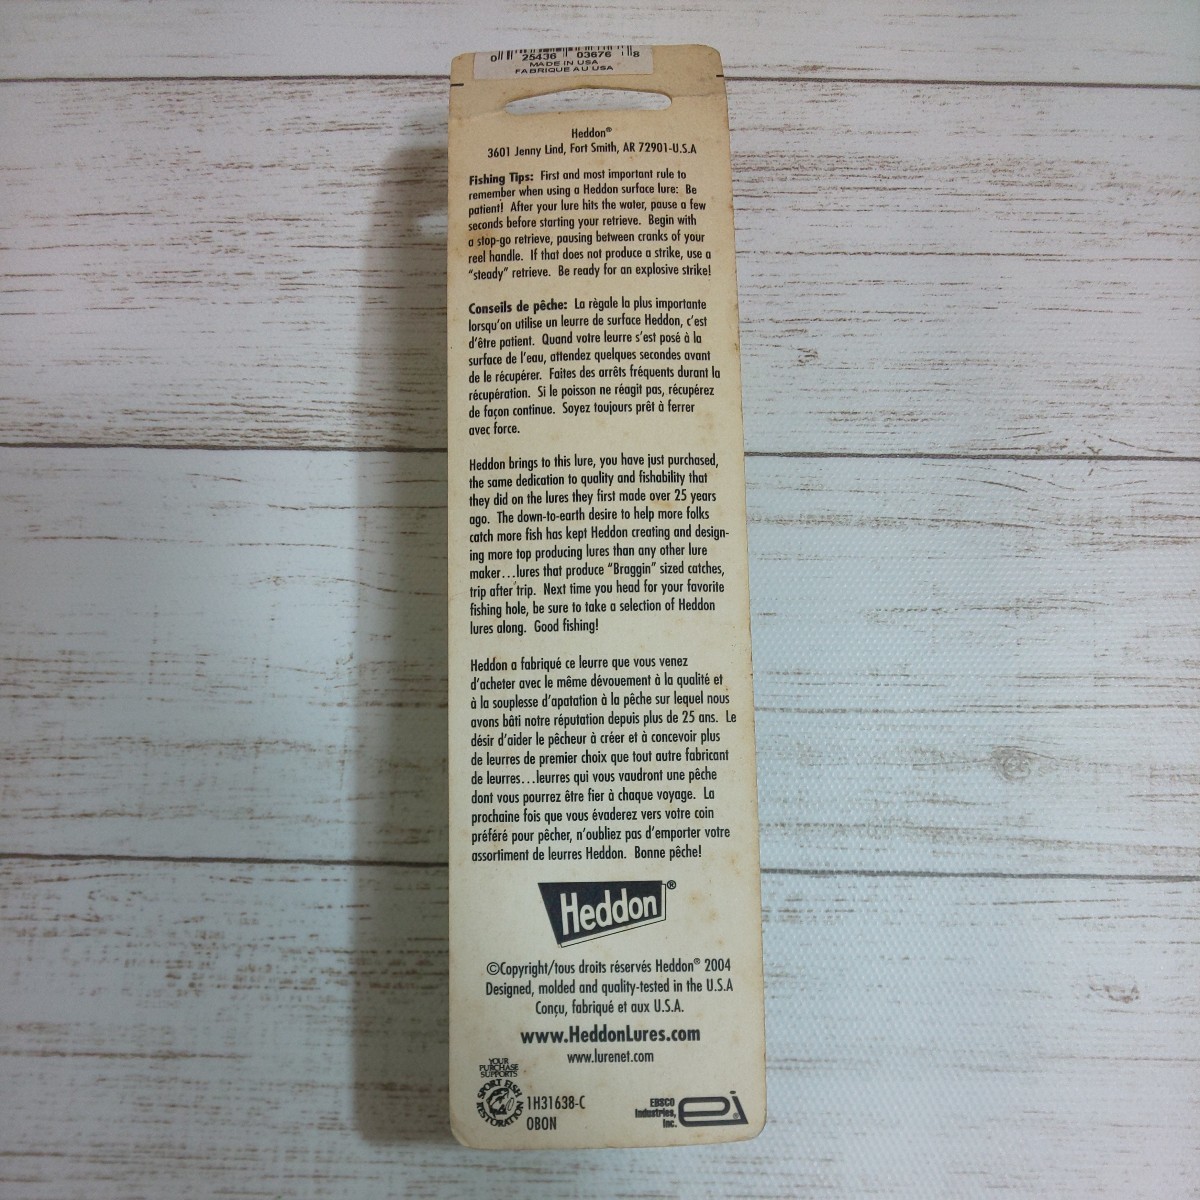 0 25436 03676 8
MADE IN USA
FABRIQUE AU USA
Heddon®
3601 Jenny Lind, Fort Smith, AR 72901-U.S.A
Fishing Tips: First and most important rule to
remember when using a Heddon surface lure: Be
patient! After your lure hits the water, pause a few
seconds before starting your retrieve. Begin with
a stop-go retrieve, pausing between cranks of your
reel handle. If that does not produce a strike, use a
“steady” retrieve. Be ready for an explosive strike!
Conseils de pêche: La règale la plus importante
lorsqu’on utilise un leurre de surface Heddon, c’est
d’être patient. Quand votre leurre s’est posé à la
surface de l’eau, attendez quelques secondes avant
de le récupérer. Faites des arrêts fréquents durant la
récupération. Si le poisson ne réagit pas, récupérez
de façon continue. Soyez toujours prêt à ferrer
avec force.
Heddon brings to this lure, you have just purchased,
the same dedication to quality and fishability that
they did on the lures they first made over 25 years
ago. The down-to-earth desire to help more folks
catch more fish has kept Heddon creating and design-
ing more top producing lures than any other lure
maker...lures that produce “Braggin” sized catches,
trip after trip. Next time you head for your favorite
fishing hole, be sure to take a selection of Heddon
lures along. Good fishing!
Heddon a fabriqué ce leurre que vous venez
d’acheter avec le même dévouement à la qualité et
à la souplesse d’apatation à la pêche sur lequel nous
avons bâti notre réputation depuis plus de 25 ans. Le
désir d’aider le pêcheur à créer et à concevoir plus
de leurres de premier choix que tout autre fabricant
de leurres...leurres qui vous vaudront une pêche
dont vous pourrez être fier à chaque voyage. La
prochaine fois que vous évaderez vers votre coin
préféré pour pêcher, n’oubliez pas d’emporter votre
assortiment de leurres Heddon. Bonne pêche!
Heddon®
©Copyright/tous droits réservés Heddon® 2004
Designed, molded and quality-tested in the U.S.A
Conçu, fabriqué et aux U.S.A.
www.HeddonLures.com
www.lurenet.com
YOUR
PURCHASE
SUPPORTS
SPORT FISH
RESTORATION
1H31638-C
OBON
EBSCO
Industries,
Inc.
ei